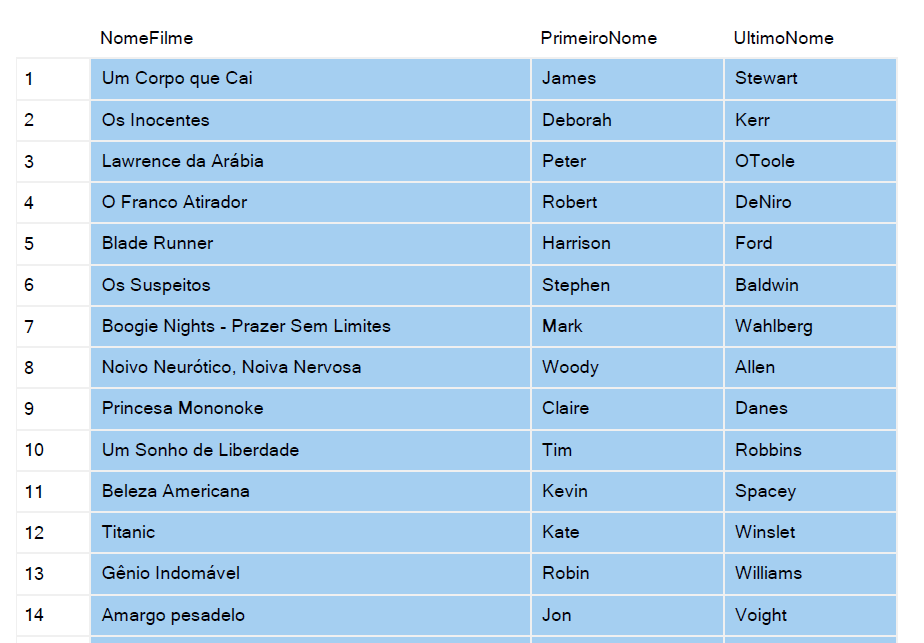 NomeFilme PrimeiroNome UltimoNome
1 Um Corpo que Cai James Stewart
2 Os Inocentes Deborah Kerr
3 Lawrence da Arábia Peter OToole
4 O Franco Atirador Robert DeNiro
5 Blade Runner Harrison Ford
6 Os Suspeitos Stephen Baldwin
7 Boogie Nights - Prazer Sem Limites Mark Wahlberg
8 Noivo Neurótico, Noiva Nervosa Woody Allen
9 Princesa Mononoke Claire Danes
10 Um Sonho de Liberdade Tim Robbins
11 Beleza Americana Kevin Spacey
12 Titanic Kate Winslet
13 Gênio Indomável Robin Williams
14 Amargo pesadelo Jon Voight